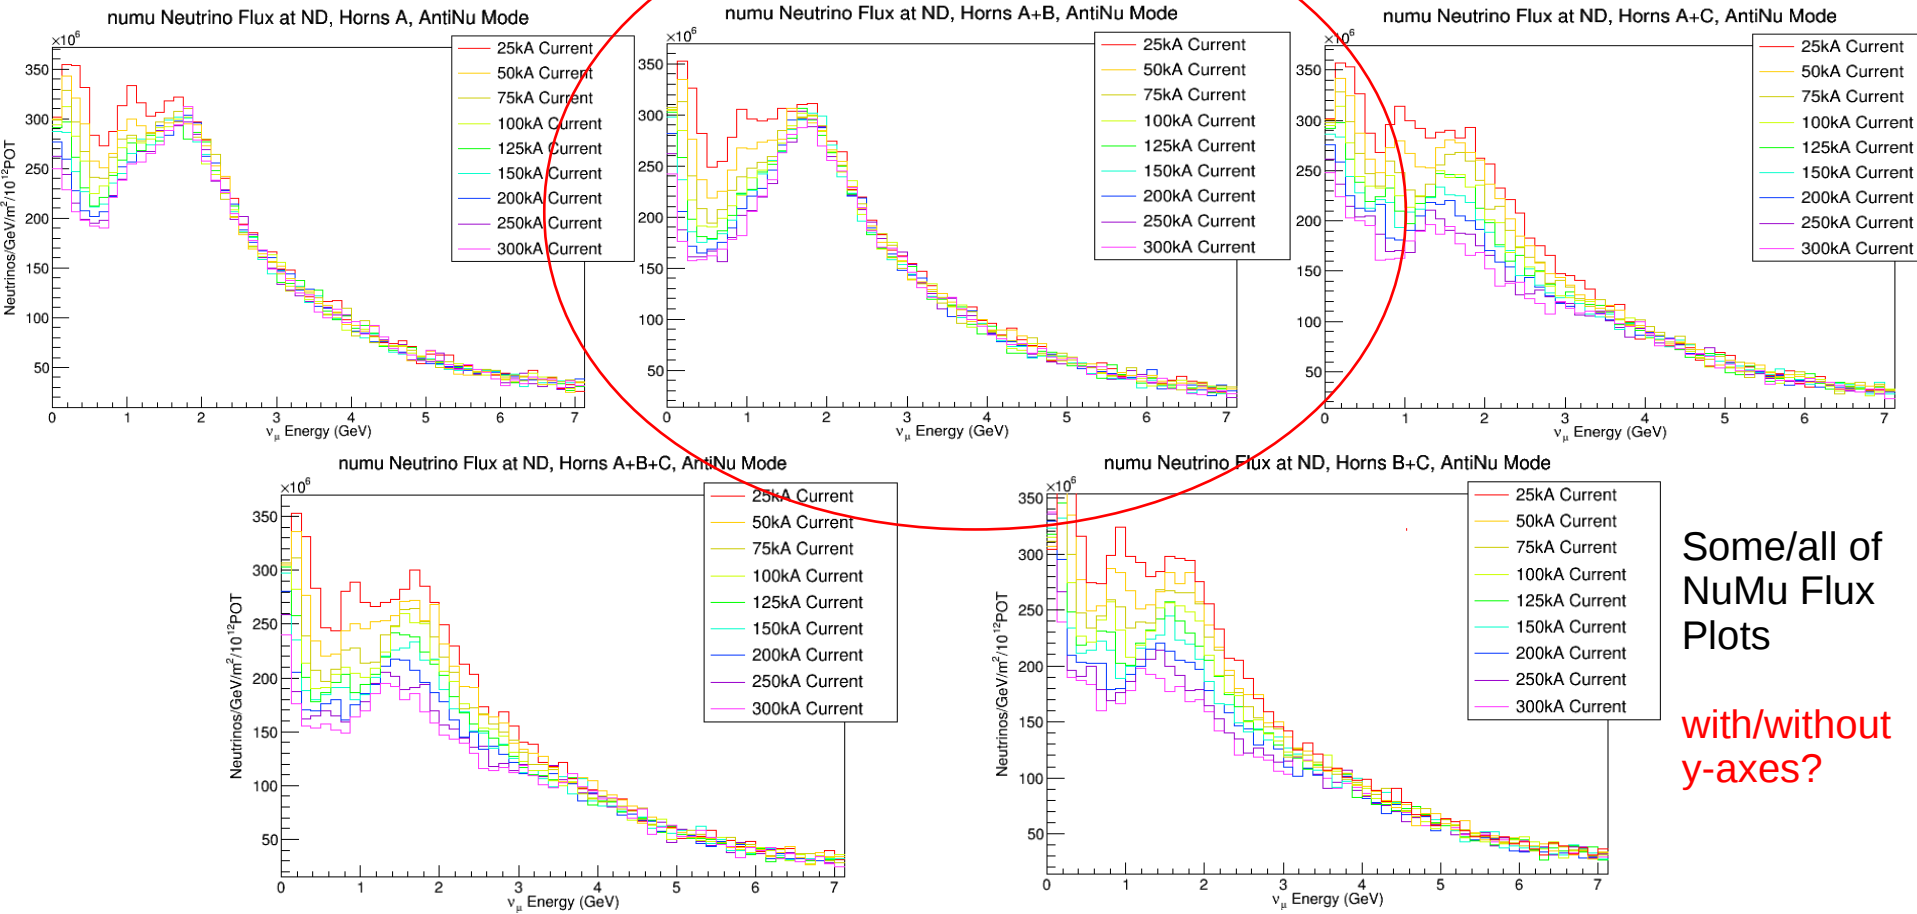 numu Neutrino Flux at ND, Horns A, AntiNu Mode
×10⁶
Neutrinos/GeV/m²/10¹²POT
350
300
250
200
150
100
50
0 1 2 3 4 5 6 7
ν_μ Energy (GeV)
25kA Current
50kA Current
75kA Current
100kA Current
125kA Current
150kA Current
200kA Current
250kA Current
300kA Current
numu Neutrino Flux at ND, Horns A+B, AntiNu Mode
×10⁶
350
300
250
200
150
100
50
0 1 2 3 4 5 6 7
ν_μ Energy (GeV)
25kA Current
50kA Current
75kA Current
100kA Current
125kA Current
150kA Current
200kA Current
250kA Current
300kA Current
numu Neutrino Flux at ND, Horns A+C, AntiNu Mode
×10⁶
350
300
250
200
150
100
50
0 1 2 3 4 5 6 7
ν_μ Energy (GeV)
25kA Current
50kA Current
75kA Current
100kA Current
125kA Current
150kA Current
200kA Current
250kA Current
300kA Current
numu Neutrino Flux at ND, Horns A+B+C, AntiNu Mode
×10⁶
Neutrinos/GeV/m²/10¹²POT
350
300
250
200
150
100
50
0 1 2 3 4 5 6 7
ν_μ Energy (GeV)
25kA Current
50kA Current
75kA Current
100kA Current
125kA Current
150kA Current
200kA Current
250kA Current
300kA Current
numu Neutrino Flux at ND, Horns B+C, AntiNu Mode
×10⁶
Neutrinos/GeV/m²/10¹²POT
350
300
250
200
150
100
50
0 1 2 3 4 5 6 7
ν_μ Energy (GeV)
25kA Current
50kA Current
75kA Current
100kA Current
125kA Current
150kA Current
200kA Current
250kA Current
300kA Current
Some/all of
NuMu Flux
Plots
with/without
y-axes?